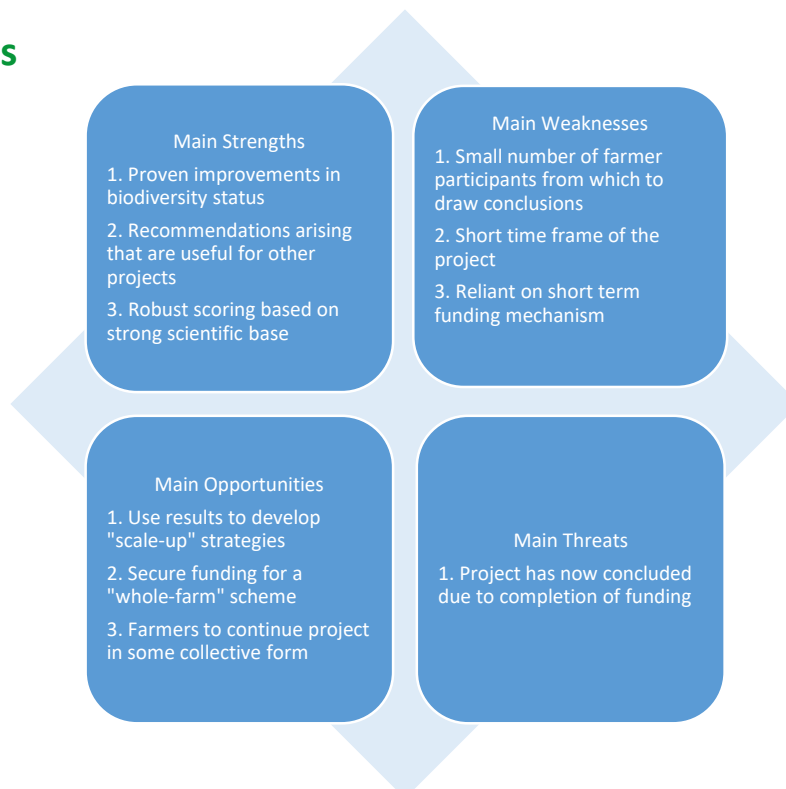 s
Main Strengths
1. Proven improvements in
biodiversity status
2. Recommendations arising
that are useful for other
projects
3. Robust scoring based on
strong scientific base
Main Weaknesses
1. Small number of farmer
participants from which to
draw conclusions
2. Short time frame of the
project
3. Reliant on short term
funding mechanism
Main Opportunities
1. Use results to develop
"scale-up" strategies
2. Secure funding for a
"whole-farm" scheme
3. Farmers to continue project
in some collective form
Main Threats
1. Project has now concluded
due to completion of funding